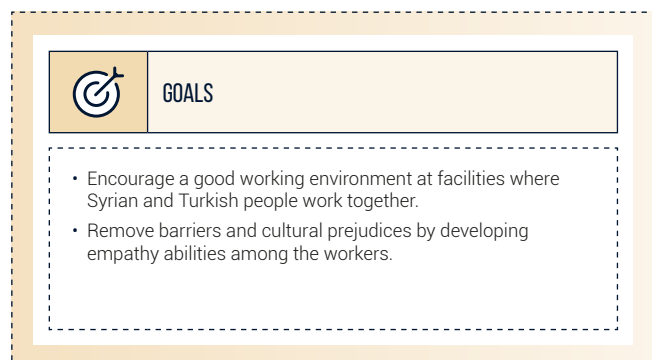 GOALS
• Encourage a good working environment at facilities where
Syrian and Turkish people work together.
• Remove barriers and cultural prejudices by developing
empathy abilities among the workers.